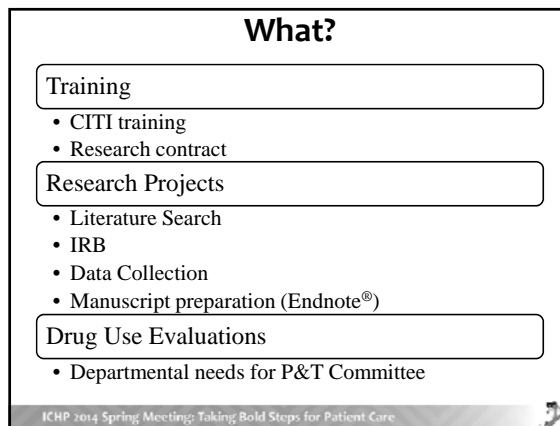 What?
Training
• CITI training
• Research contract
Research Projects
• Literature Search
• IRB
• Data Collection
• Manuscript preparation (Endnote®)
Drug Use Evaluations
• Departmental needs for P&T Committee
ICHP 2014 Spring Meeting: Taking Bold Steps for Patient Care